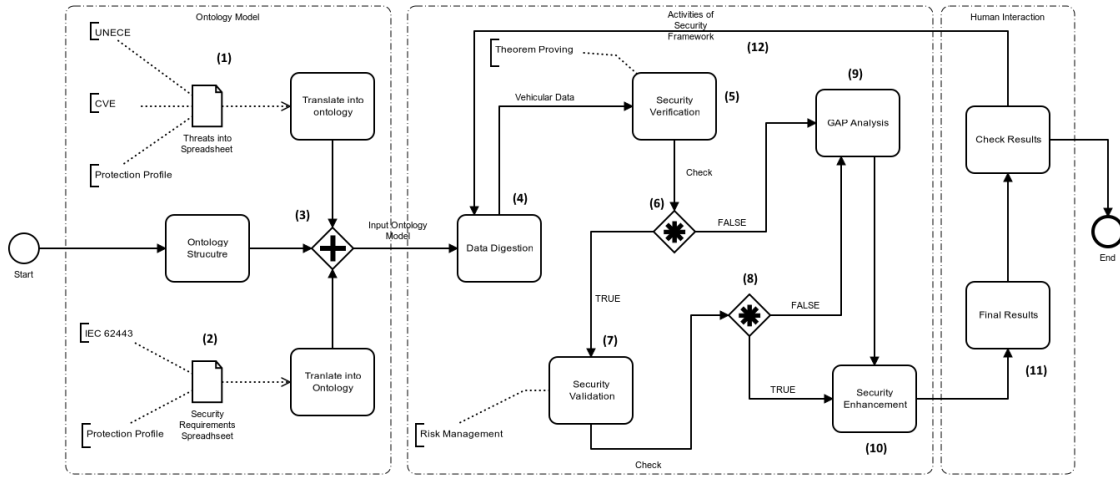 Ontology Model
Activities of
Security
Framework
Human Interaction
UNECE
(1)
CVE
Threats into
Spreadsheet
Protection Profile
Translate into
ontology
Theorem Proving
(12)
Vehicular Data
Security
Verification
(5)
(9)
GAP Analysis
Check Results
Check
(3)
(4)
(6)
FALSE
Start
Ontology
Strucutre
Input Ontology
Model
Data Digestion
End
(8)
TRUE
FALSE
Final Results
IEC 62443
(2)
Security
Requirements
Spreadhseet
Protection Profile
Tranlate into
Ontology
(7)
Security
Validation
Risk Management
TRUE
Security
Enhancement
(11)
(10)
Check